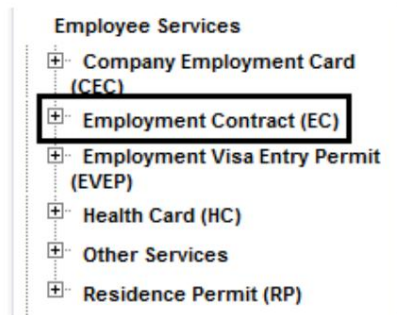 Employee Services
Company Employment Card
(CEC)
Employment Contract (EC)
Employment Visa Entry Permit
(EVEP)
Health Card (HC)
Other Services
Residence Permit (RP)